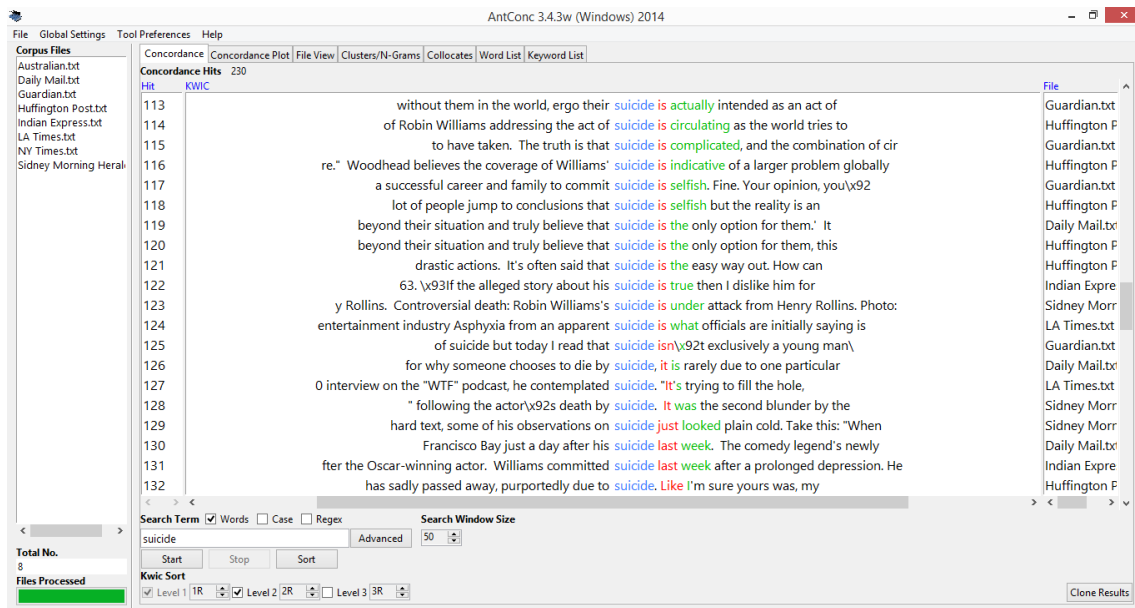 AntConc 3.4.3w (Windows) 2014
File Global Settings Tool Preferences Help
Corpus Files
Australian.txt
Daily Mail.txt
Guardian.txt
Huffington Post.txt
Indian Express.txt
LA Times.txt
NY Times.txt
Sidney Morning Heral
Concordance Concordance Plot File View Clusters/N-Grams Collocates Word List Keyword List
Concordance Hits 230
Hit KWIC File
113 without them in the world, ergo their suicide is actually intended as an act of Guardian.txt
114 of Robin Williams addressing the act of suicide is circulating as the world tries to Huffington P
115 to have taken. The truth is that suicide is complicated, and the combination of cir Guardian.txt
116 re." Woodhead believes the coverage of Williams' suicide is indicative of a larger problem globally Huffington P
117 a successful career and family to commit suicide is selfish. Fine. Your opinion, you\x92 Guardian.txt
118 lot of people jump to conclusions that suicide is selfish but the reality is an Huffington P
119 beyond their situation and truly believe that suicide is the only option for them.' It Daily Mail.txt
120 beyond their situation and truly believe that suicide is the only option for them, this Huffington P
121 drastic actions. It's often said that suicide is the easy way out. How can Huffington P
122 63. \x93If the alleged story about his suicide is true then I dislike him for Indian Expre
123 y Rollins. Controversial death: Robin Williams's suicide is under attack from Henry Rollins. Photo: Sidney Morr
124 entertainment industry Asphyxia from an apparent suicide is what officials are initially saying is LA Times.txt
125 of suicide but today I read that suicide isn\x92t exclusively a young man\ Guardian.txt
126 for why someone chooses to die by suicide, it is rarely due to one particular Daily Mail.txt
127 0 interview on the "WTF" podcast, he contemplated suicide. "It's trying to fill the hole, LA Times.txt
128 " following the actor\x92s death by suicide. It was the second blunder by the Sidney Morr
129 hard text, some of his observations on suicide just looked plain cold. Take this: "When Sidney Morr
130 Francisco Bay just a day after his suicide last week. The comedy legend's newly Daily Mail.txt
131 fter the Oscar-winning actor. Williams committed suicide last week after a prolonged depression. He Indian Expre
132 has sadly passed away, purportedly due to suicide. Like I'm sure yours was, my Huffington P
Search Term Words Case Regex Search Window Size
suicide Advanced 50
Start Stop Sort
Kwic Sort
Level 1 1R Level 2 2R Level 3 3R
Clone Results
Total No.
8
Files Processed